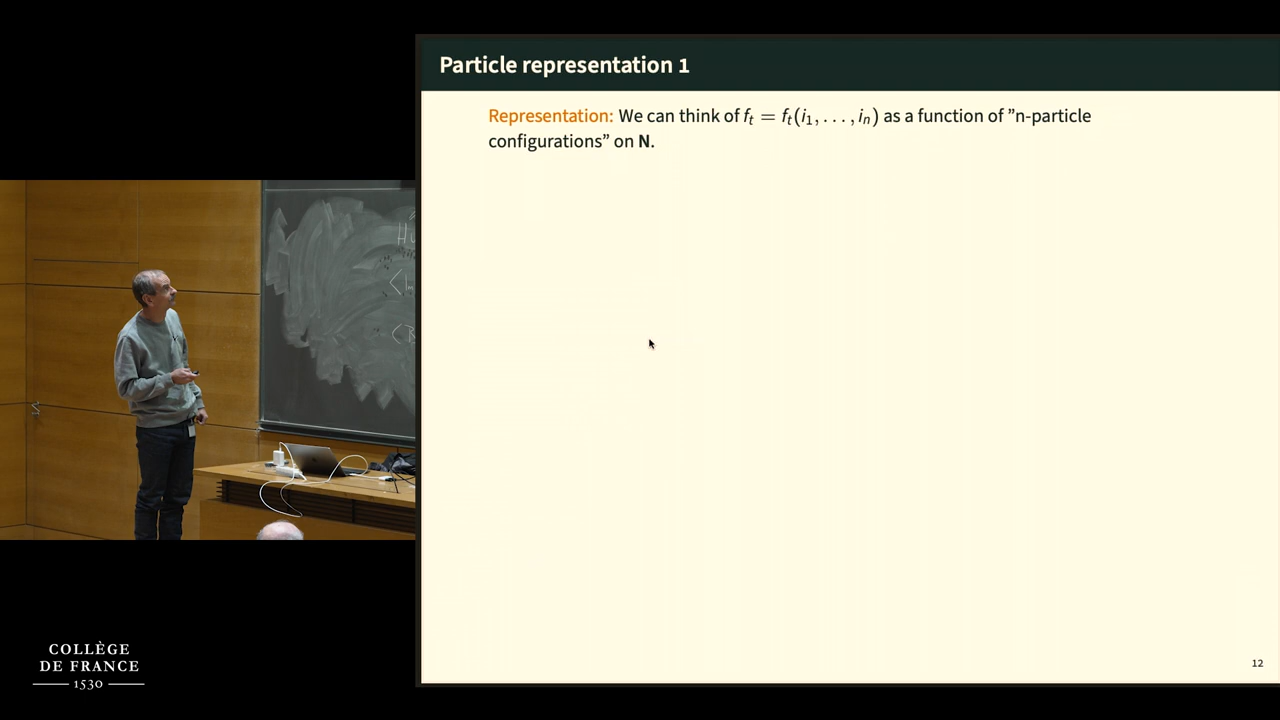 Particle representation 1
Representation: We can think of fₜ = fₜ(i₁, . . . , iₙ) as a function of ”n-particle
configurations” on N.
12
COLLÈGE
DE FRANCE
1530